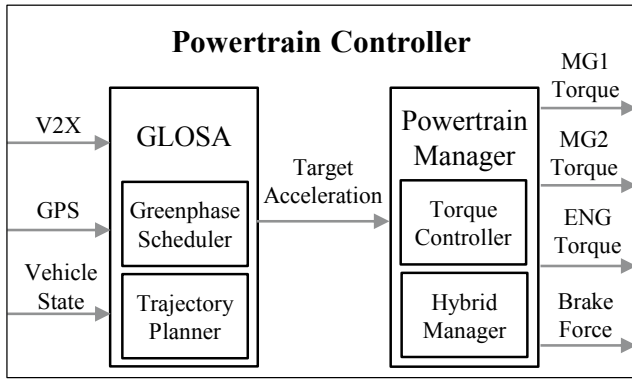 Powertrain Controller
V2X
GPS
Vehicle
State
GLOSA
Greenphase
Scheduler
Trajectory
Planner
Target
Acceleration
Powertrain
Manager
Torque
Controller
Hybrid
Manager
MG1
Torque
MG2
Torque
ENG
Torque
Brake
Force